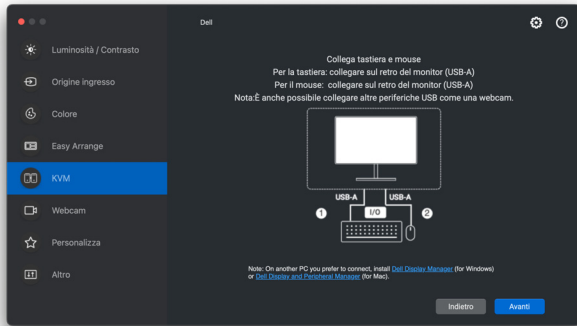 Dell
Luminosità / Contrasto
Origine ingresso
Colore
Easy Arrange
KVM
Webcam
Personalizza
Altro
Collega tastiera e mouse
Per la tastiera: collegare sul retro del monitor (USB-A)
Per il mouse: collegare sul retro del monitor (USB-A)
Nota:È anche possibile collegare altre periferiche USB come una webcam.
USB-A USB-A
1 I/O 2
Note: On another PC you prefer to connect, install Dell Display Manager (for Windows)
or Dell Display and Peripheral Manager (for Mac).
Indietro Avanti